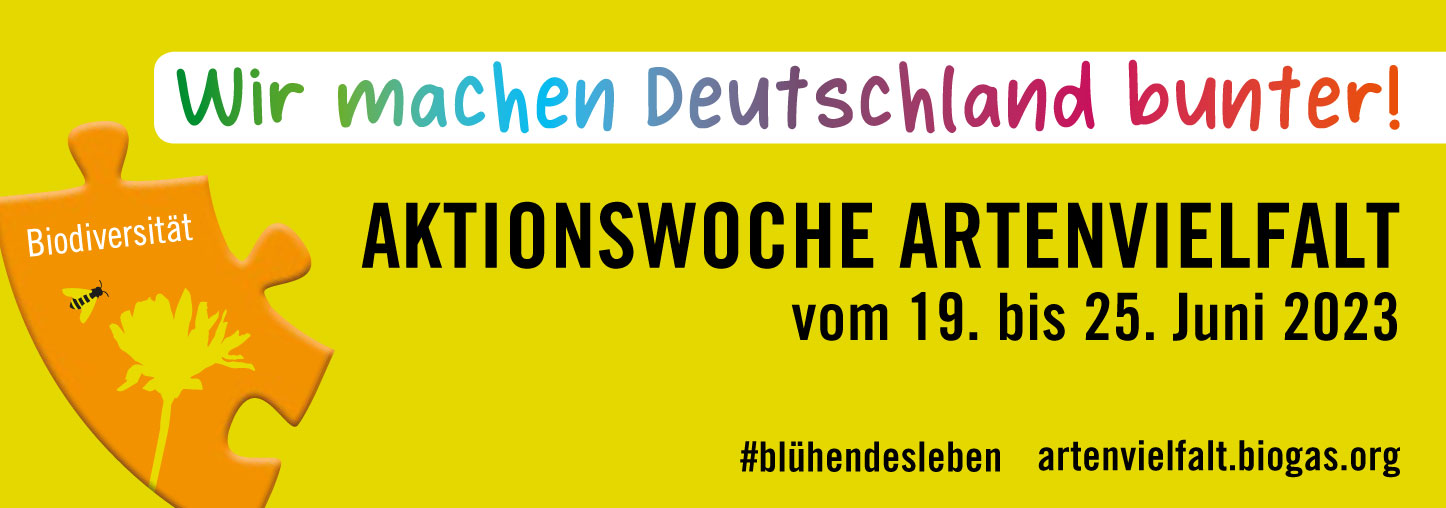 Wir machen Deutschland bunter!
Biodiversität
AKTIONSWOCHE ARTENVIELFALT
vom 19. bis 25. Juni 2023
#blühendesleben artenvielfalt.biogas.org